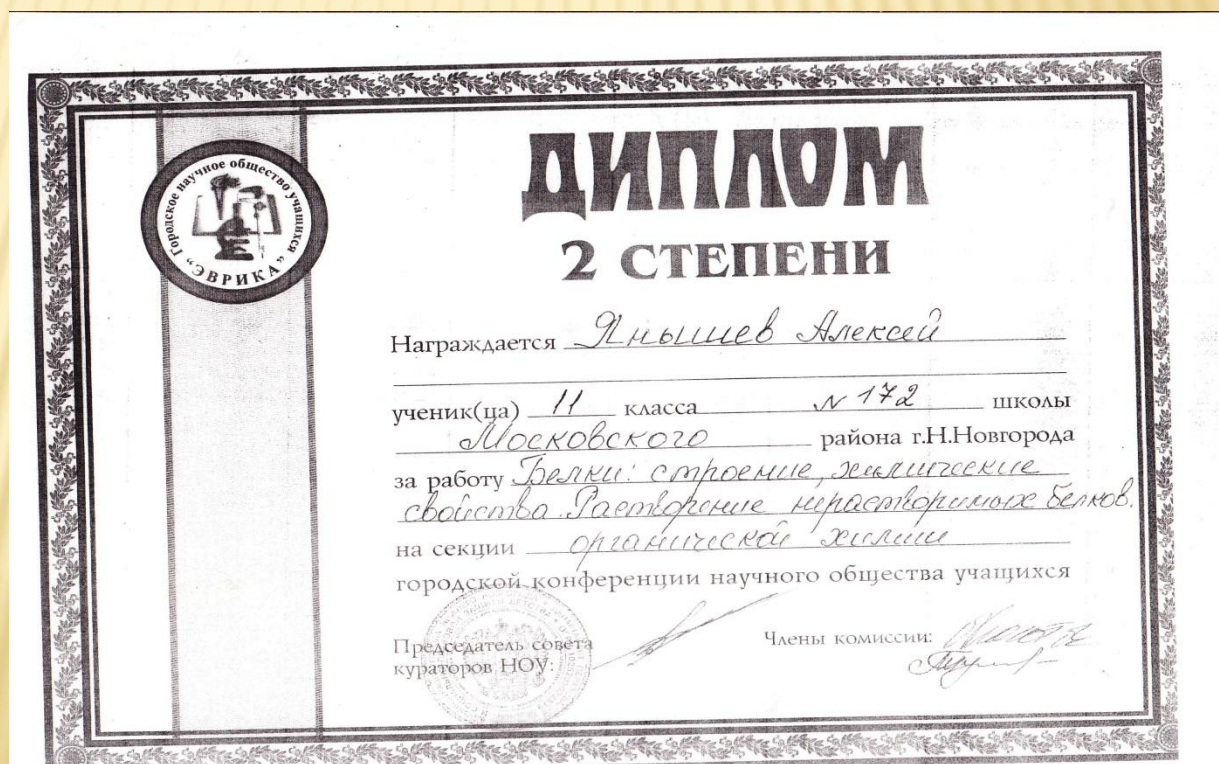 Городское научное общество учащихся
"ЭВРИКА"
ДИПЛОМ
2 СТЕПЕНИ
Награждается Янышев Алексей
ученик(ца) 11 класса N 172 школы
Московского района г.Н.Новгорода
за работу Белки: строение, химические
свойства. Растворение нерастворимых белков.
на секции органической химии
городской конференции научного общества учащихся
Председатель совета
кураторов НОУ:
Члены комиссии: